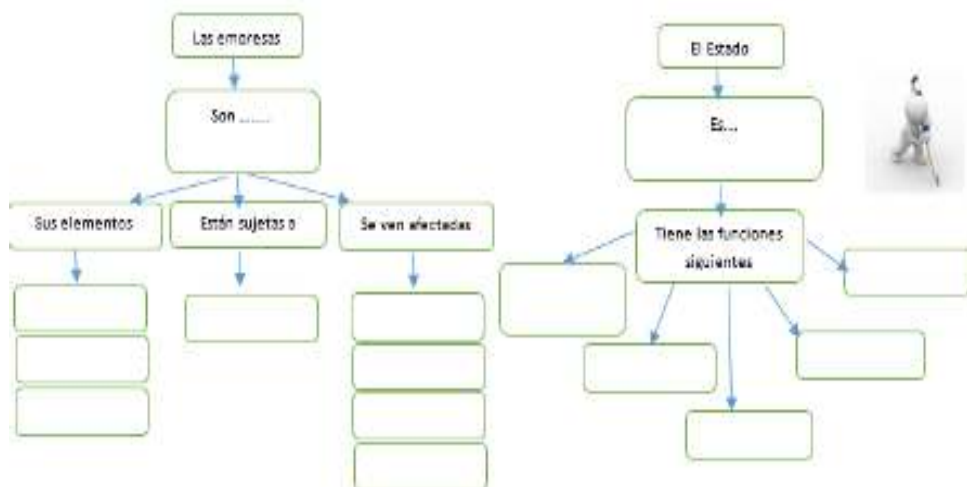 Las empresas
Son .......
Sus elementos
Están sujetas a
Se ven afectadas
El Estado
Es...
Tiene las funciones
siguientes